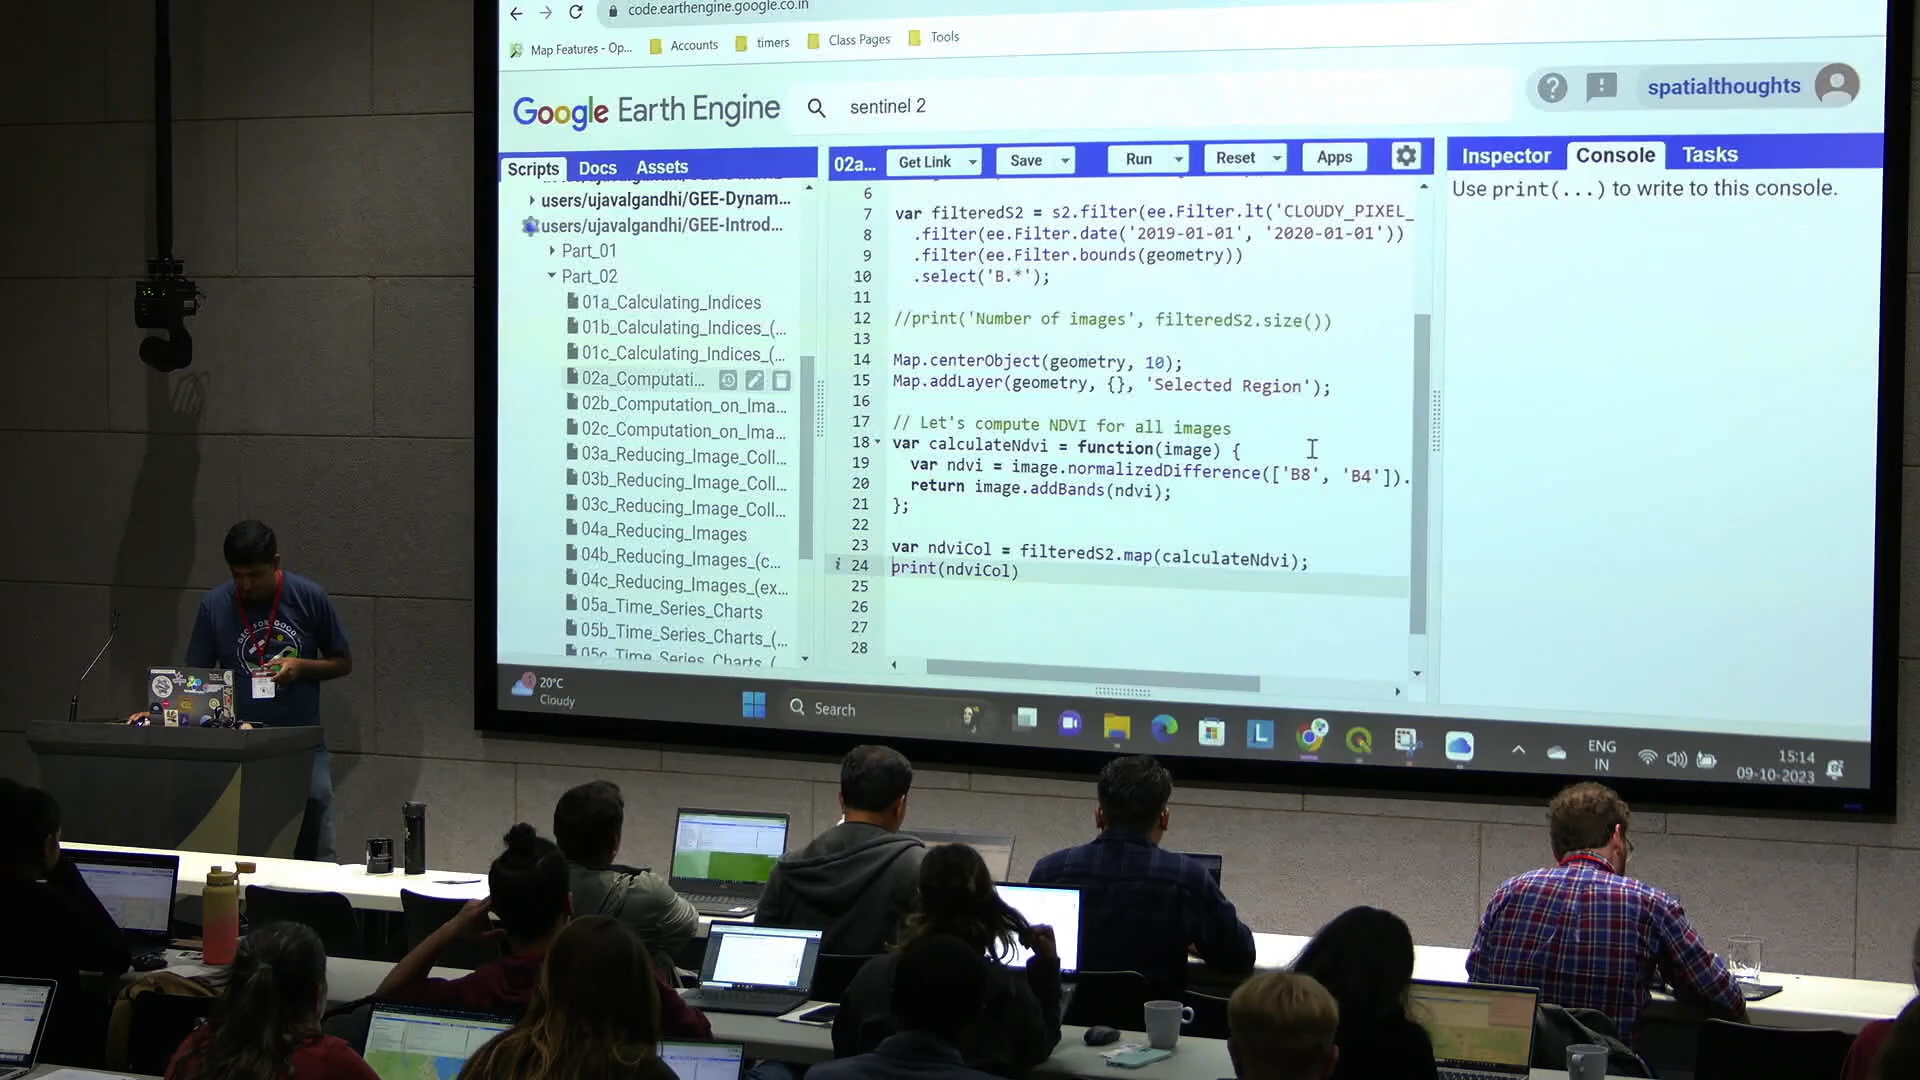 code.earthengine.google.co.in
Map Features - Op...
Accounts
timers
Class Pages
Tools
Google Earth Engine
sentinel 2
spatialthoughts
Scripts
Docs
Assets
users/ujavalgandhi/GEE-Dynam...
users/ujavalgandhi/GEE-Introd...
Part_01
Part_02
01a_Calculating_Indices
01b_Calculating_Indices_(...
01c_Calculating_Indices_(...
02a_Computati...
02b_Computation_on_Ima...
02c_Computation_on_Ima...
03a_Reducing_Image_Coll...
03b_Reducing_Image_Coll...
03c_Reducing_Image_Coll...
04a_Reducing_Images
04b_Reducing_Images_(c...
04c_Reducing_Images_(ex...
05a_Time_Series_Charts
05b_Time_Series_Charts_(...
05c_Time_Series_Charts_(
02a...
Get Link
Save
Run
Reset
Apps
6
7 var filteredS2 = s2.filter(ee.Filter.lt('CLOUDY_PIXEL_
8 .filter(ee.Filter.date('2019-01-01', '2020-01-01'))
9 .filter(ee.Filter.bounds(geometry))
10 .select('B.*');
11
12 //print('Number of images', filteredS2.size())
13
14 Map.centerObject(geometry, 10);
15 Map.addLayer(geometry, {}, 'Selected Region');
16
17 // Let's compute NDVI for all images
18 var calculateNdvi = function(image) {
19 var ndvi = image.normalizedDifference(['B8', 'B4']).
20 return image.addBands(ndvi);
21 };
22
23 var ndviCol = filteredS2.map(calculateNdvi);
i 24 print(ndviCol)
25
26
27
28
Inspector
Console
Tasks
Use print(...) to write to this console.
20°C
Cloudy
Search
L
ENG
IN
15:14
09-10-2023